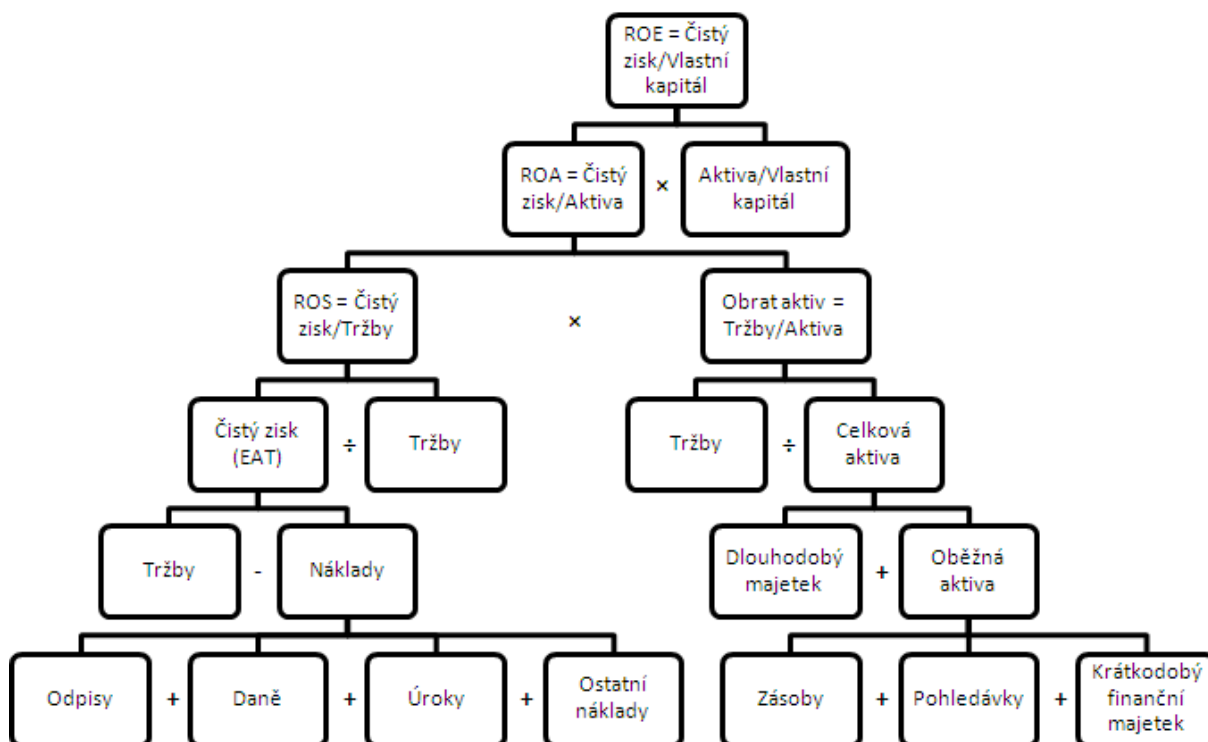 ROE = Čistý
zisk/Vlastní
kapitál
ROA = Čistý
zisk/Aktiva
×
Aktiva/Vlastní
kapitál
ROS = Čistý
zisk/Tržby
×
Obrat aktiv =
Tržby/Aktiva
Čistý zisk
(EAT)
÷
Tržby
Tržby
÷
Celková
aktiva
Tržby
-
Náklady
Dlouhodobý
majetek
+
Oběžná
aktiva
Odpisy
+
Daně
+
Úroky
+
Ostatní
náklady
Zásoby
+
Pohledávky
+
Krátkodobý
finanční
majetek